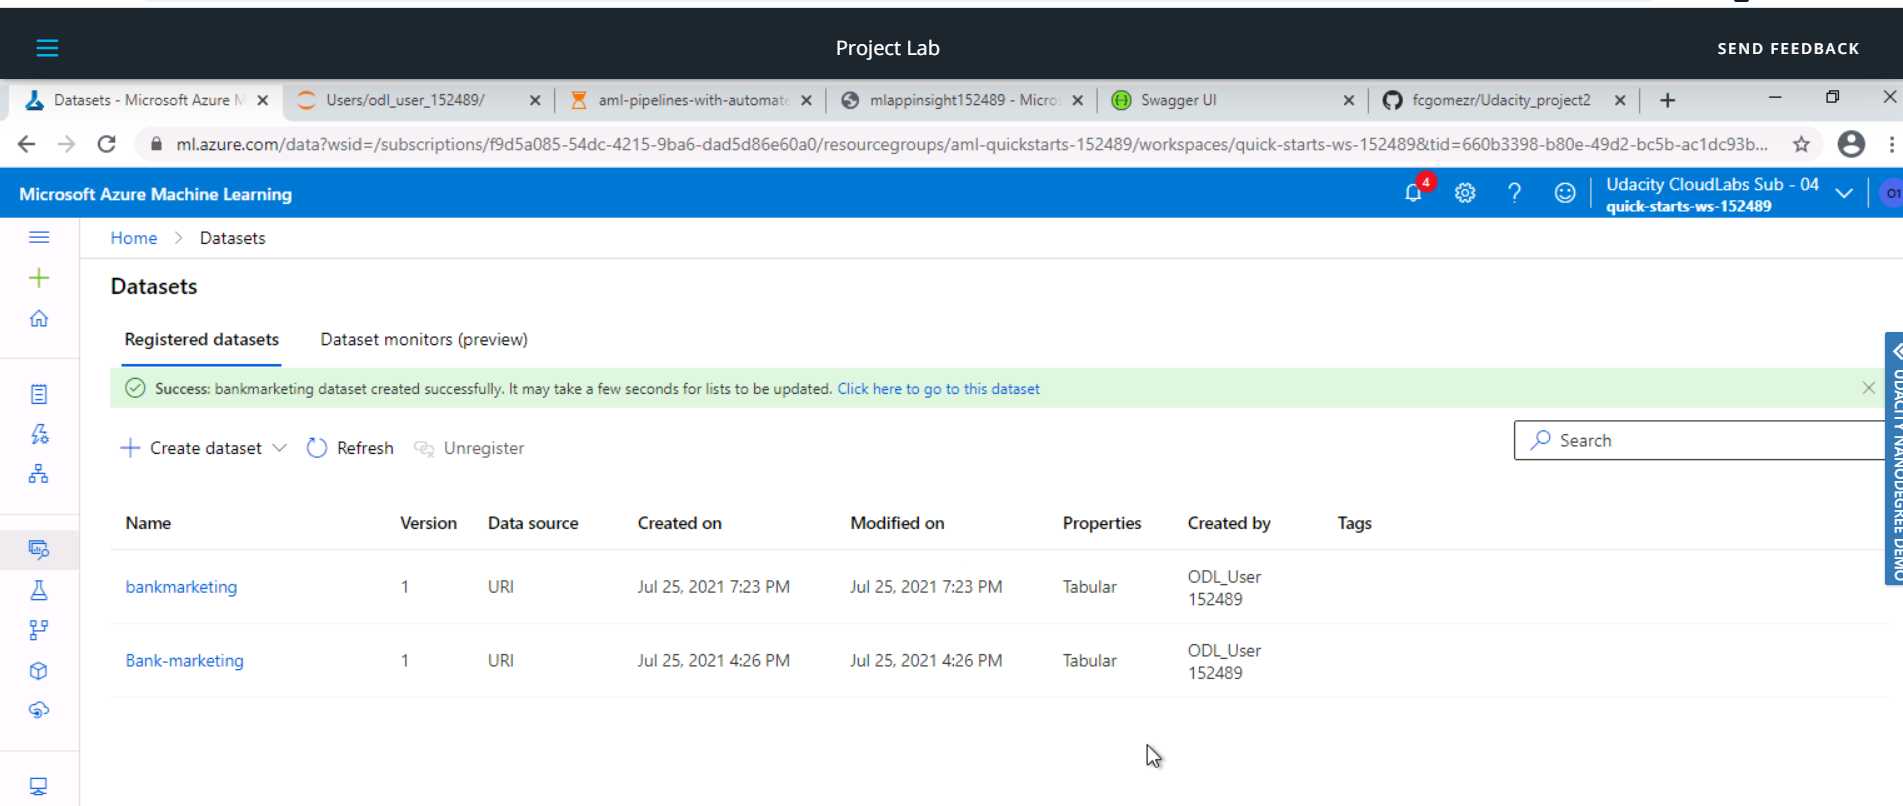 Project Lab
SEND FEEDBACK
Datasets - Microsoft Azure M
Users/odl_user_152489/
aml-pipelines-with-automate
mlappinsight152489 - Micro
Swagger UI
fcgomezr/Udacity_project2
ml.azure.com/data?wsid=/subscriptions/f9d5a085-54dc-4215-9ba6-dad5d86e60a0/resourcegroups/aml-quickstarts-152489/workspaces/quick-starts-ws-152489&tid=660b3398-b80e-49d2-bc5b-ac1dc93b...
Microsoft Azure Machine Learning
4
Udacity CloudLabs Sub - 04
quick-starts-ws-152489
O1
Home > Datasets
Datasets
Registered datasets
Dataset monitors (preview)
Success: bankmarketing dataset created successfully. It may take a few seconds for lists to be updated. Click here to go to this dataset
Create dataset
Refresh
Unregister
Search
UDACITY NANODEGREE DEMO
Name Version Data source Created on Modified on Properties Created by Tags
bankmarketing 1 URI Jul 25, 2021 7:23 PM Jul 25, 2021 7:23 PM Tabular ODL_User
152489
Bank-marketing 1 URI Jul 25, 2021 4:26 PM Jul 25, 2021 4:26 PM Tabular ODL_User
152489